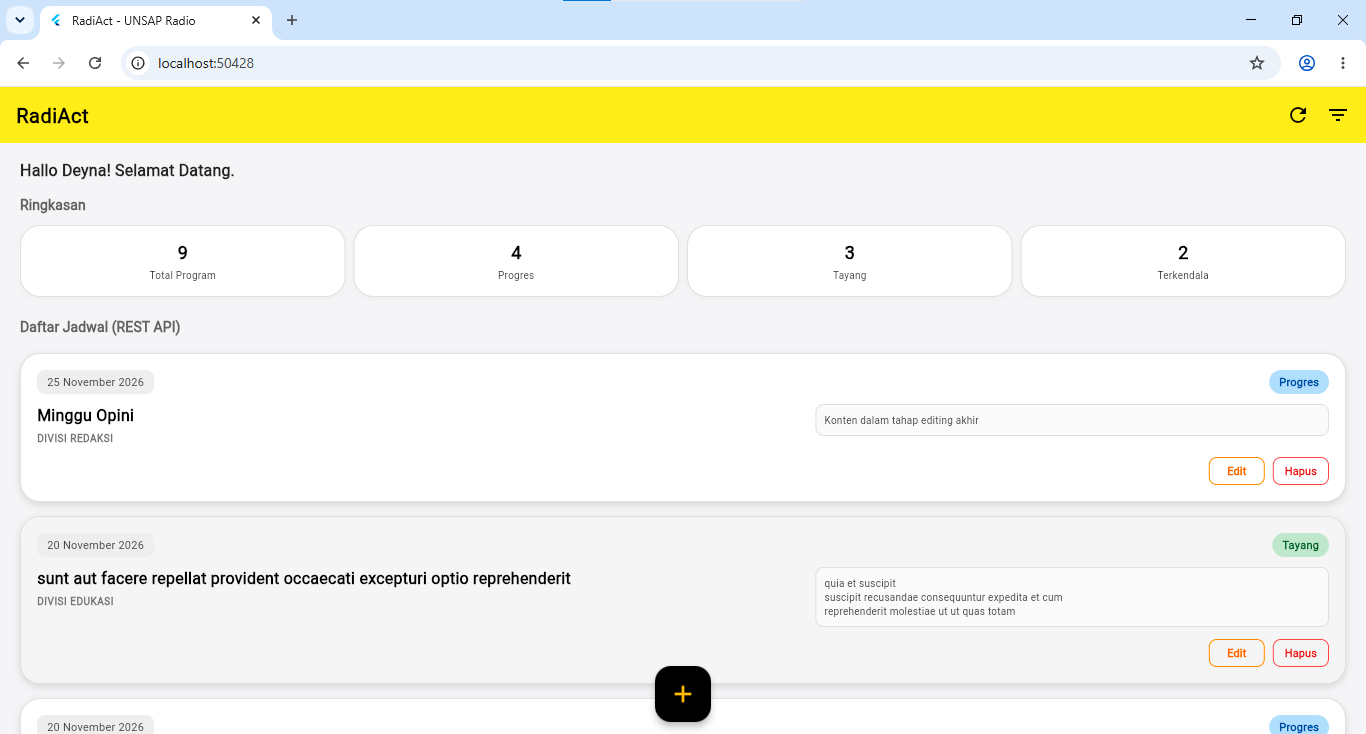 RadiAct - UNSAP Radio
localhost:50428
RadiAct
Hallo Deyna! Selamat Datang.
Ringkasan
9
Total Program
4
Progres
3
Tayang
2
Terkendala
Daftar Jadwal (REST API)
25 November 2026
Progres
Minggu Opini
DIVISI REDAKSI
Konten dalam tahap editing akhir
Edit
Hapus
20 November 2026
Tayang
sunt aut facere repellat provident occaecati excepturi optio reprehenderit
DIVISI EDUKASI
quia et suscipit
suscipit recusandae consequuntur expedita et cum
reprehenderit molestiae ut ut quas totam
Edit
Hapus
20 November 2026
Progres